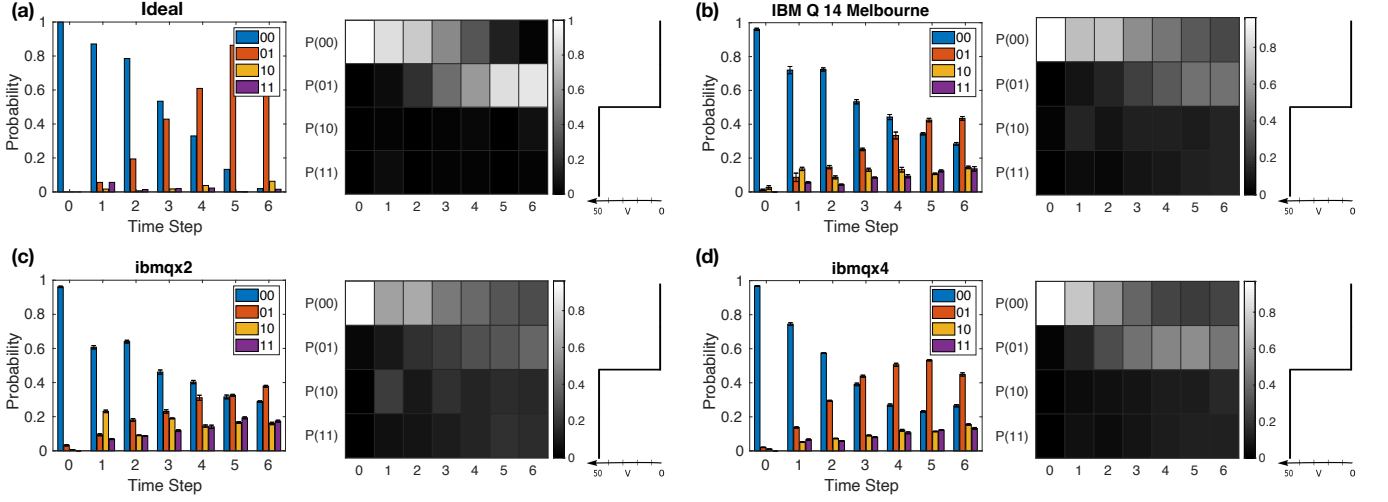 (a)
Ideal
Probability
1
0.8
0.6
0.4
0.2
0
0 1 2 3 4 5 6
Time Step
00
01
10
11
P(00)
P(01)
P(10)
P(11)
0 1 2 3 4 5 6
1
0.8
0.6
0.4
0.2
0
50 V 0
(b)
IBM Q 14 Melbourne
Probability
1
0.8
0.6
0.4
0.2
0
0 1 2 3 4 5 6
Time Step
00
01
10
11
P(00)
P(01)
P(10)
P(11)
0 1 2 3 4 5 6
0.8
0.6
0.4
0.2
0
50 V 0
(c)
ibmqx2
Probability
1
0.8
0.6
0.4
0.2
0
0 1 2 3 4 5 6
Time Step
00
01
10
11
P(00)
P(01)
P(10)
P(11)
0 1 2 3 4 5 6
0.8
0.6
0.4
0.2
0
50 V 0
(d)
ibmqx4
Probability
1
0.8
0.6
0.4
0.2
0
0 1 2 3 4 5 6
Time Step
00
01
10
11
P(00)
P(01)
P(10)
P(11)
0 1 2 3 4 5 6
0.8
0.6
0.4
0.2
0
50 V 0